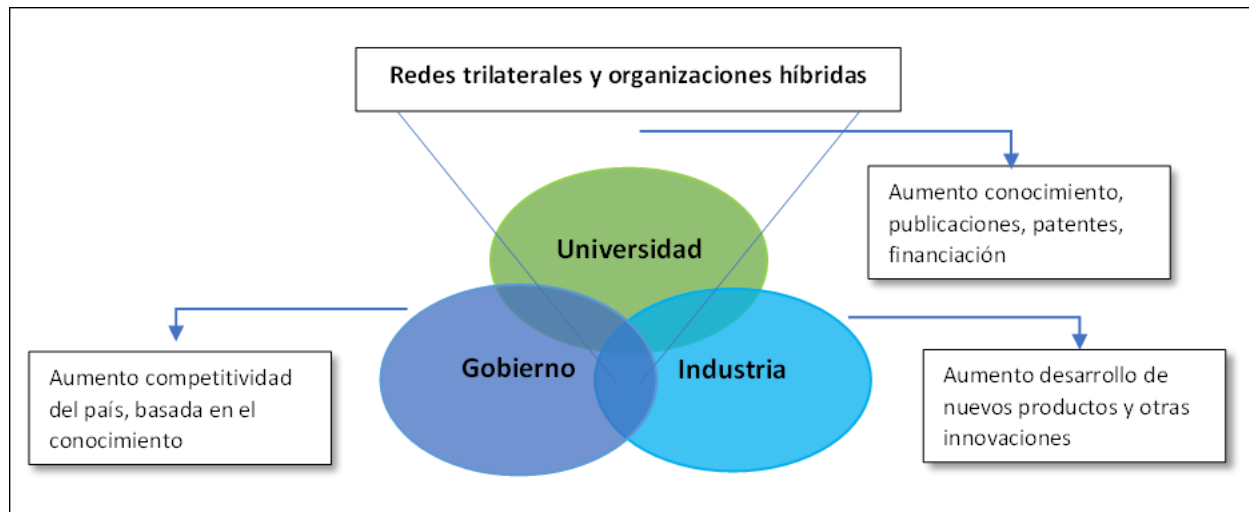 Redes trilaterales y organizaciones híbridas
Aumento conocimiento,
publicaciones, patentes,
financiación
Universidad
Gobierno
Industria
Aumento competitividad
del país, basada en el
conocimiento
Aumento desarrollo de
nuevos productos y otras
innovaciones